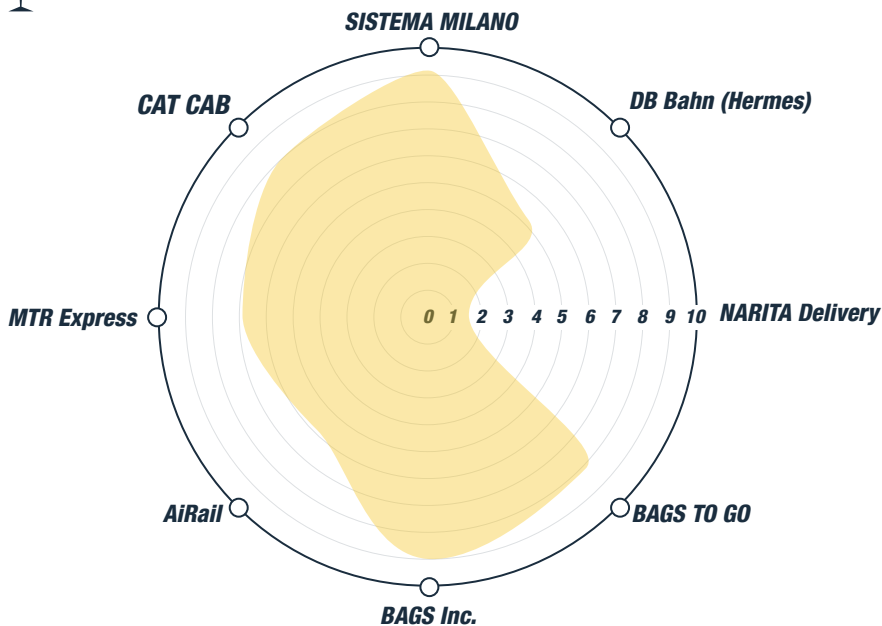 SISTEMA MILANO
CAT CAB
DB Bahn (Hermes)
MTR Express
0 1 2 3 4 5 6 7 8 9 10
NARITA Delivery
AiRail
BAGS TO GO
BAGS Inc.